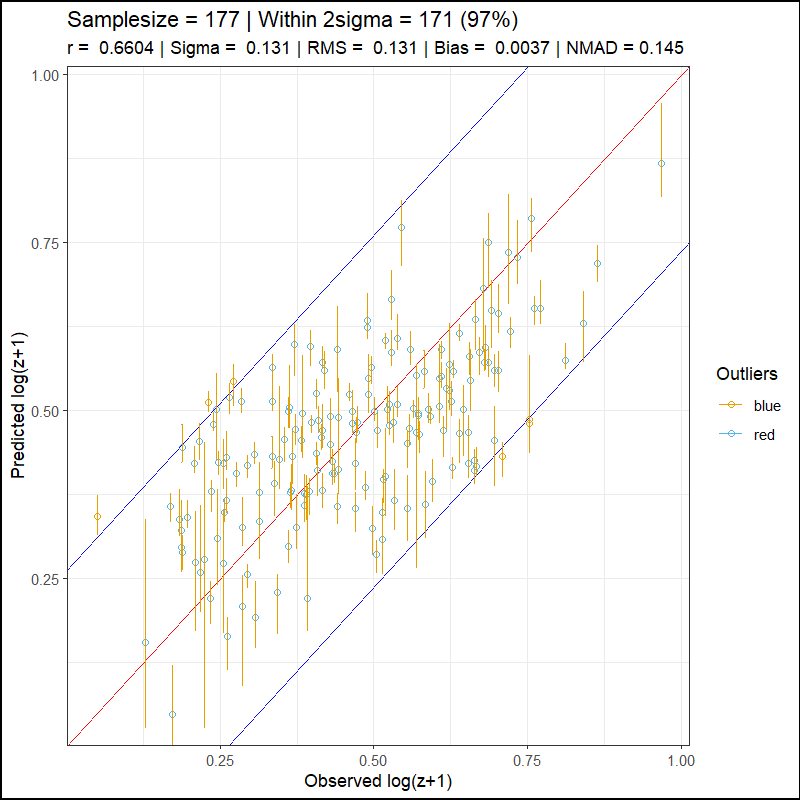 Samplesize = 177 | Within 2sigma = 171 (97%)
r =  0.6604 | Sigma =  0.131 | RMS =  0.131 | Bias =  0.0037 | NMAD = 0.145
1.00
0.75
0.50
0.25
Predicted log(z+1)
0.25 0.50 0.75 1.00
Observed log(z+1)
Outliers
blue
red